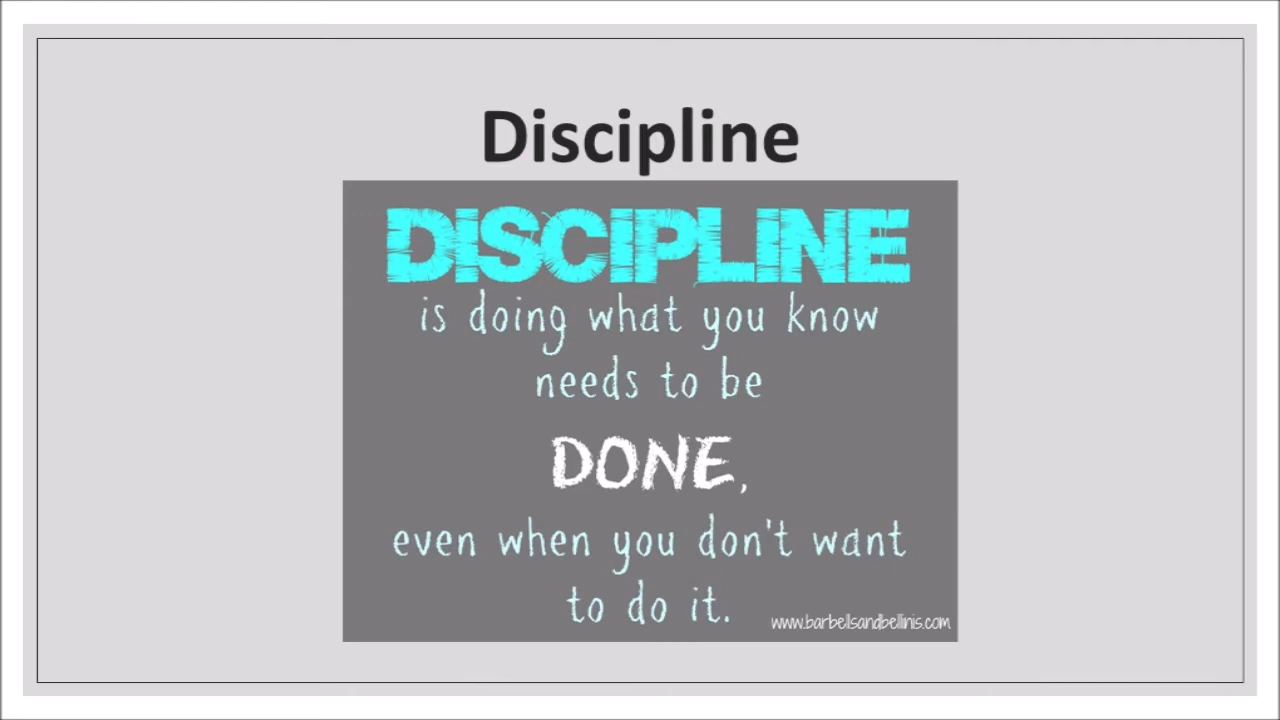 Discipline
DISCIPLINE
is doing what you know
needs to be
DONE,
even when you don't want
to do it.
www.barbellsandbellinis.com